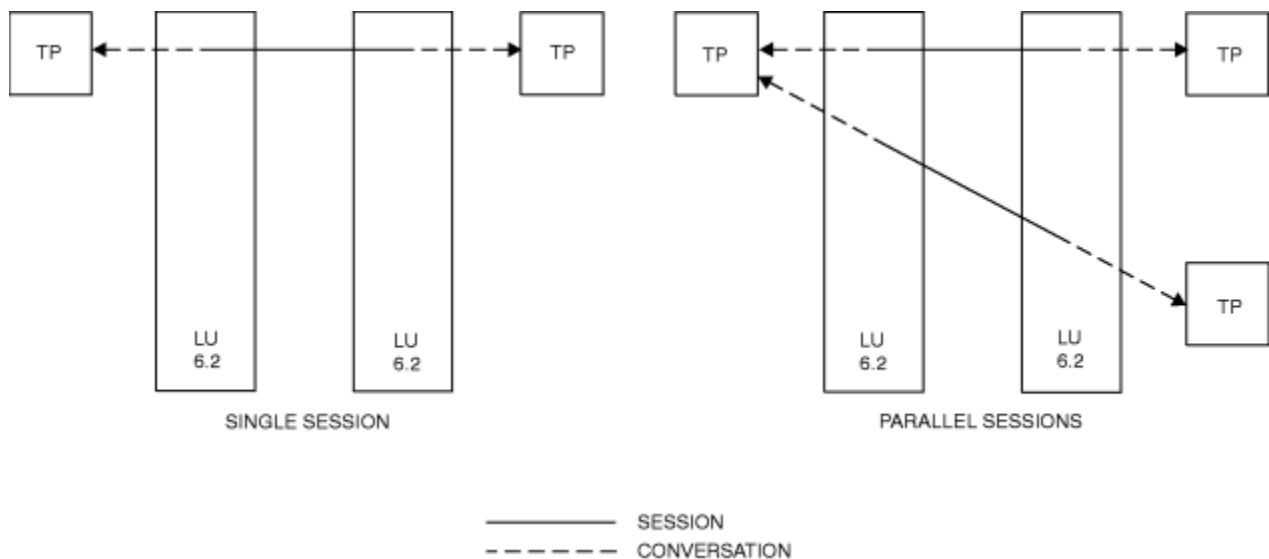 TP
TP
LU
6.2
LU
6.2
SINGLE SESSION
TP
TP
TP
LU
6.2
LU
6.2
PARALLEL SESSIONS
SESSION
CONVERSATION